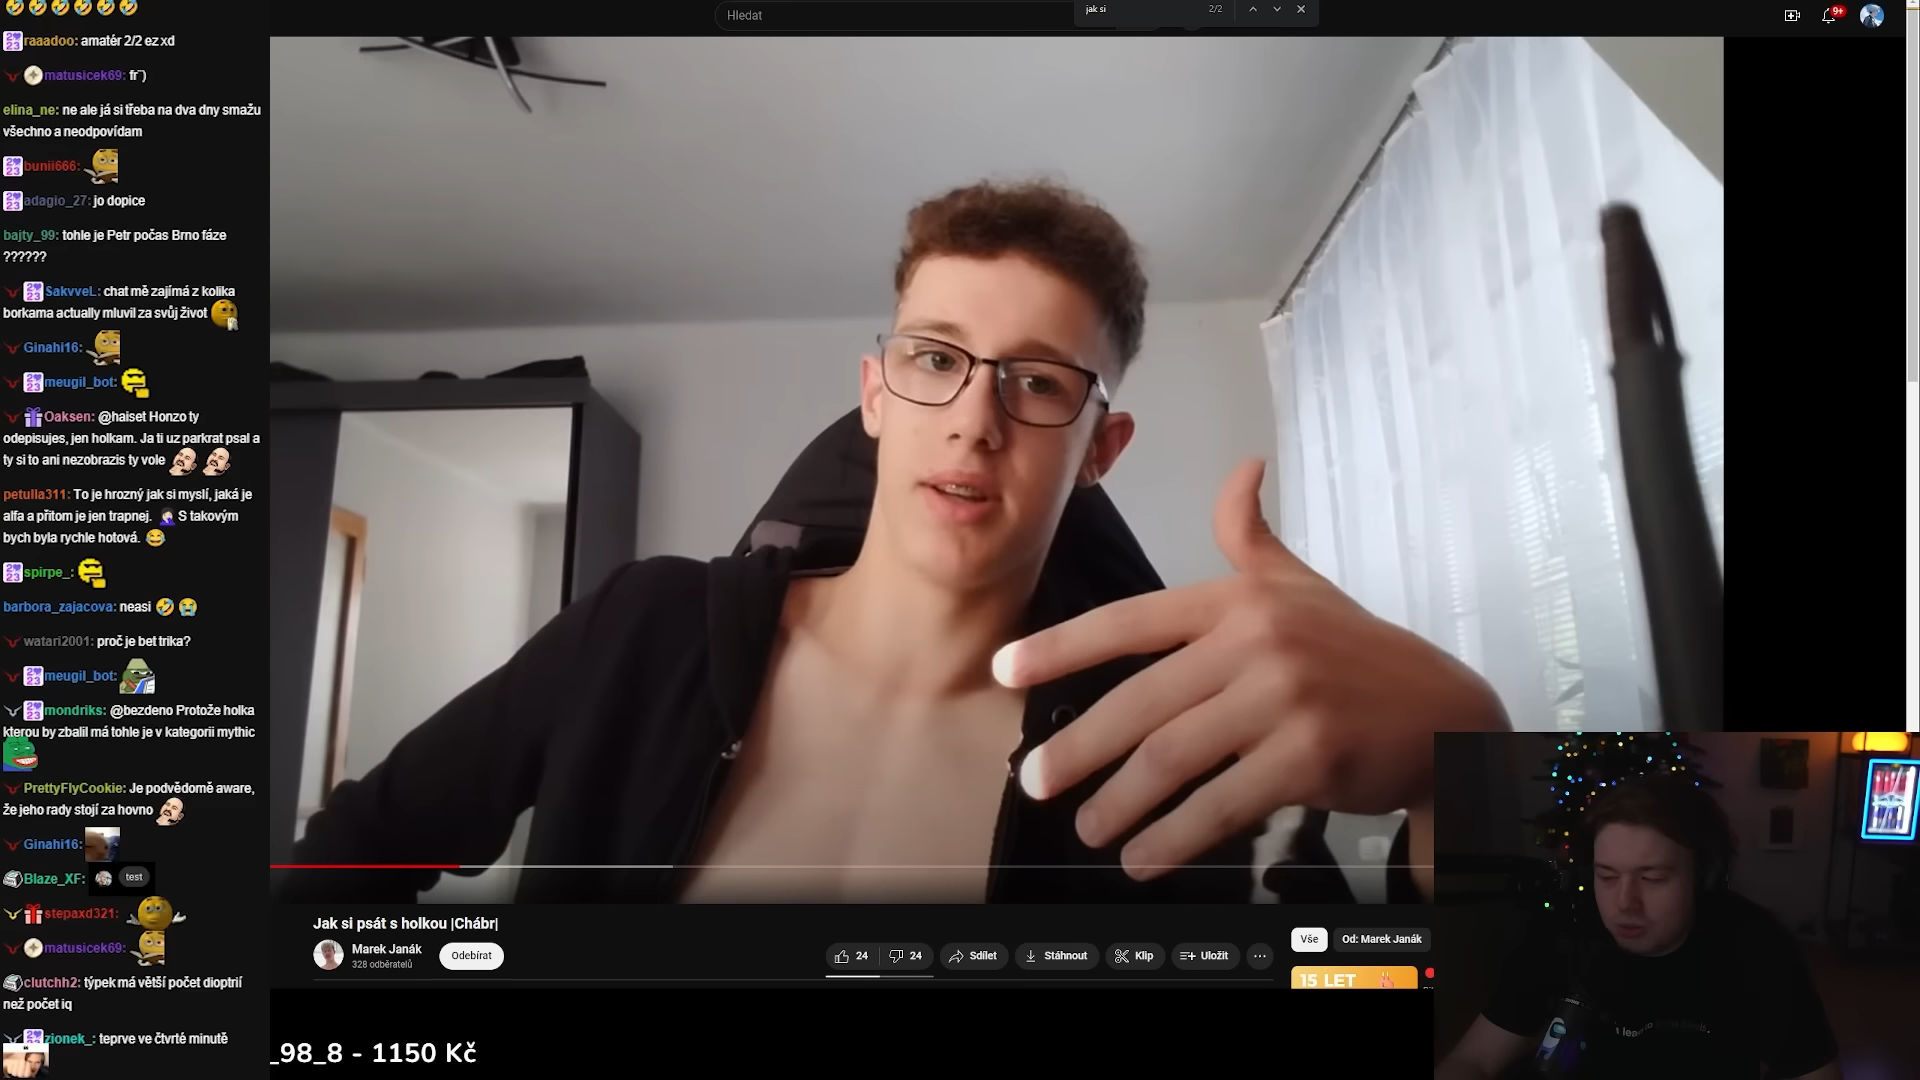 raaadoo: amatér 2/2 ez xd
matusicek69: fr¨)
elina_ne: ne ale já si třeba na dva dny smažu
všechno a neodpovídam
bunii666:
adagio_27: jo dopice
bajty_99: tohle je Petr počas Brno fáze
??????
SakvveL: chat mě zajímá z kolika
borkama actually mluvil za svůj život
Ginahi16:
meugil_bot:
Oaksen: @haiset Honzo ty
odepisujes, jen holkam. Ja ti uz parkrat psal a
ty si to ani nezobrazis ty vole
petulla311: To je hrozný jak si myslí, jaká je
alfa a přitom je jen trapnej. S takovým
bych byla rychle hotová.
spirpe_:
barbora_zajacova: neasi
watari2001: proč je bet trika?
meugil_bot:
mondriks: @bezdeno Protože holka
kterou by zbalil má tohle je v kategorii mythic
PrettyFlyCookie: Je podvědomě aware,
že jeho rady stojí za hovno
Ginahi16:
Blaze_XF: test
stepaxd321:
matusicek69:
clutchh2: týpek má větší počet dioptrií
než počet iq
zionek_: teprve ve čtvrté minutě
Hledat
jak si
2/2
9+
Jak si psát s holkou |Chábr|
Marek Janák
328 odběratelů
Odebírat
24
24
Sdílet
Stáhnout
Klip
Uložit
Vše
Od: Marek Janák
15 LET
_98_8 - 1150 Kč